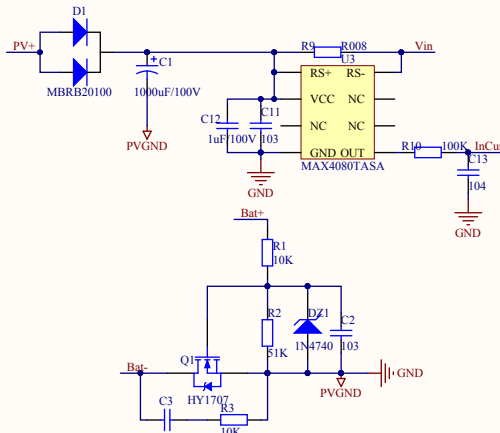 D1
PV+
MBRB20100
C1
1000uF/100V
PVGND
R9
R008
Vin
U3
RS+
RS-
VCC
NC
NC
NC
GND
OUT
MAX4080TASA
C12
1uF/100V
C11
103
GND
R10
100K
C13
104
GND
Bat+
R1
10K
R2
51K
DZ1
1N4740
C2
103
Q1
HY1707
Bat-
PVGND
GND
C3
R3
10K